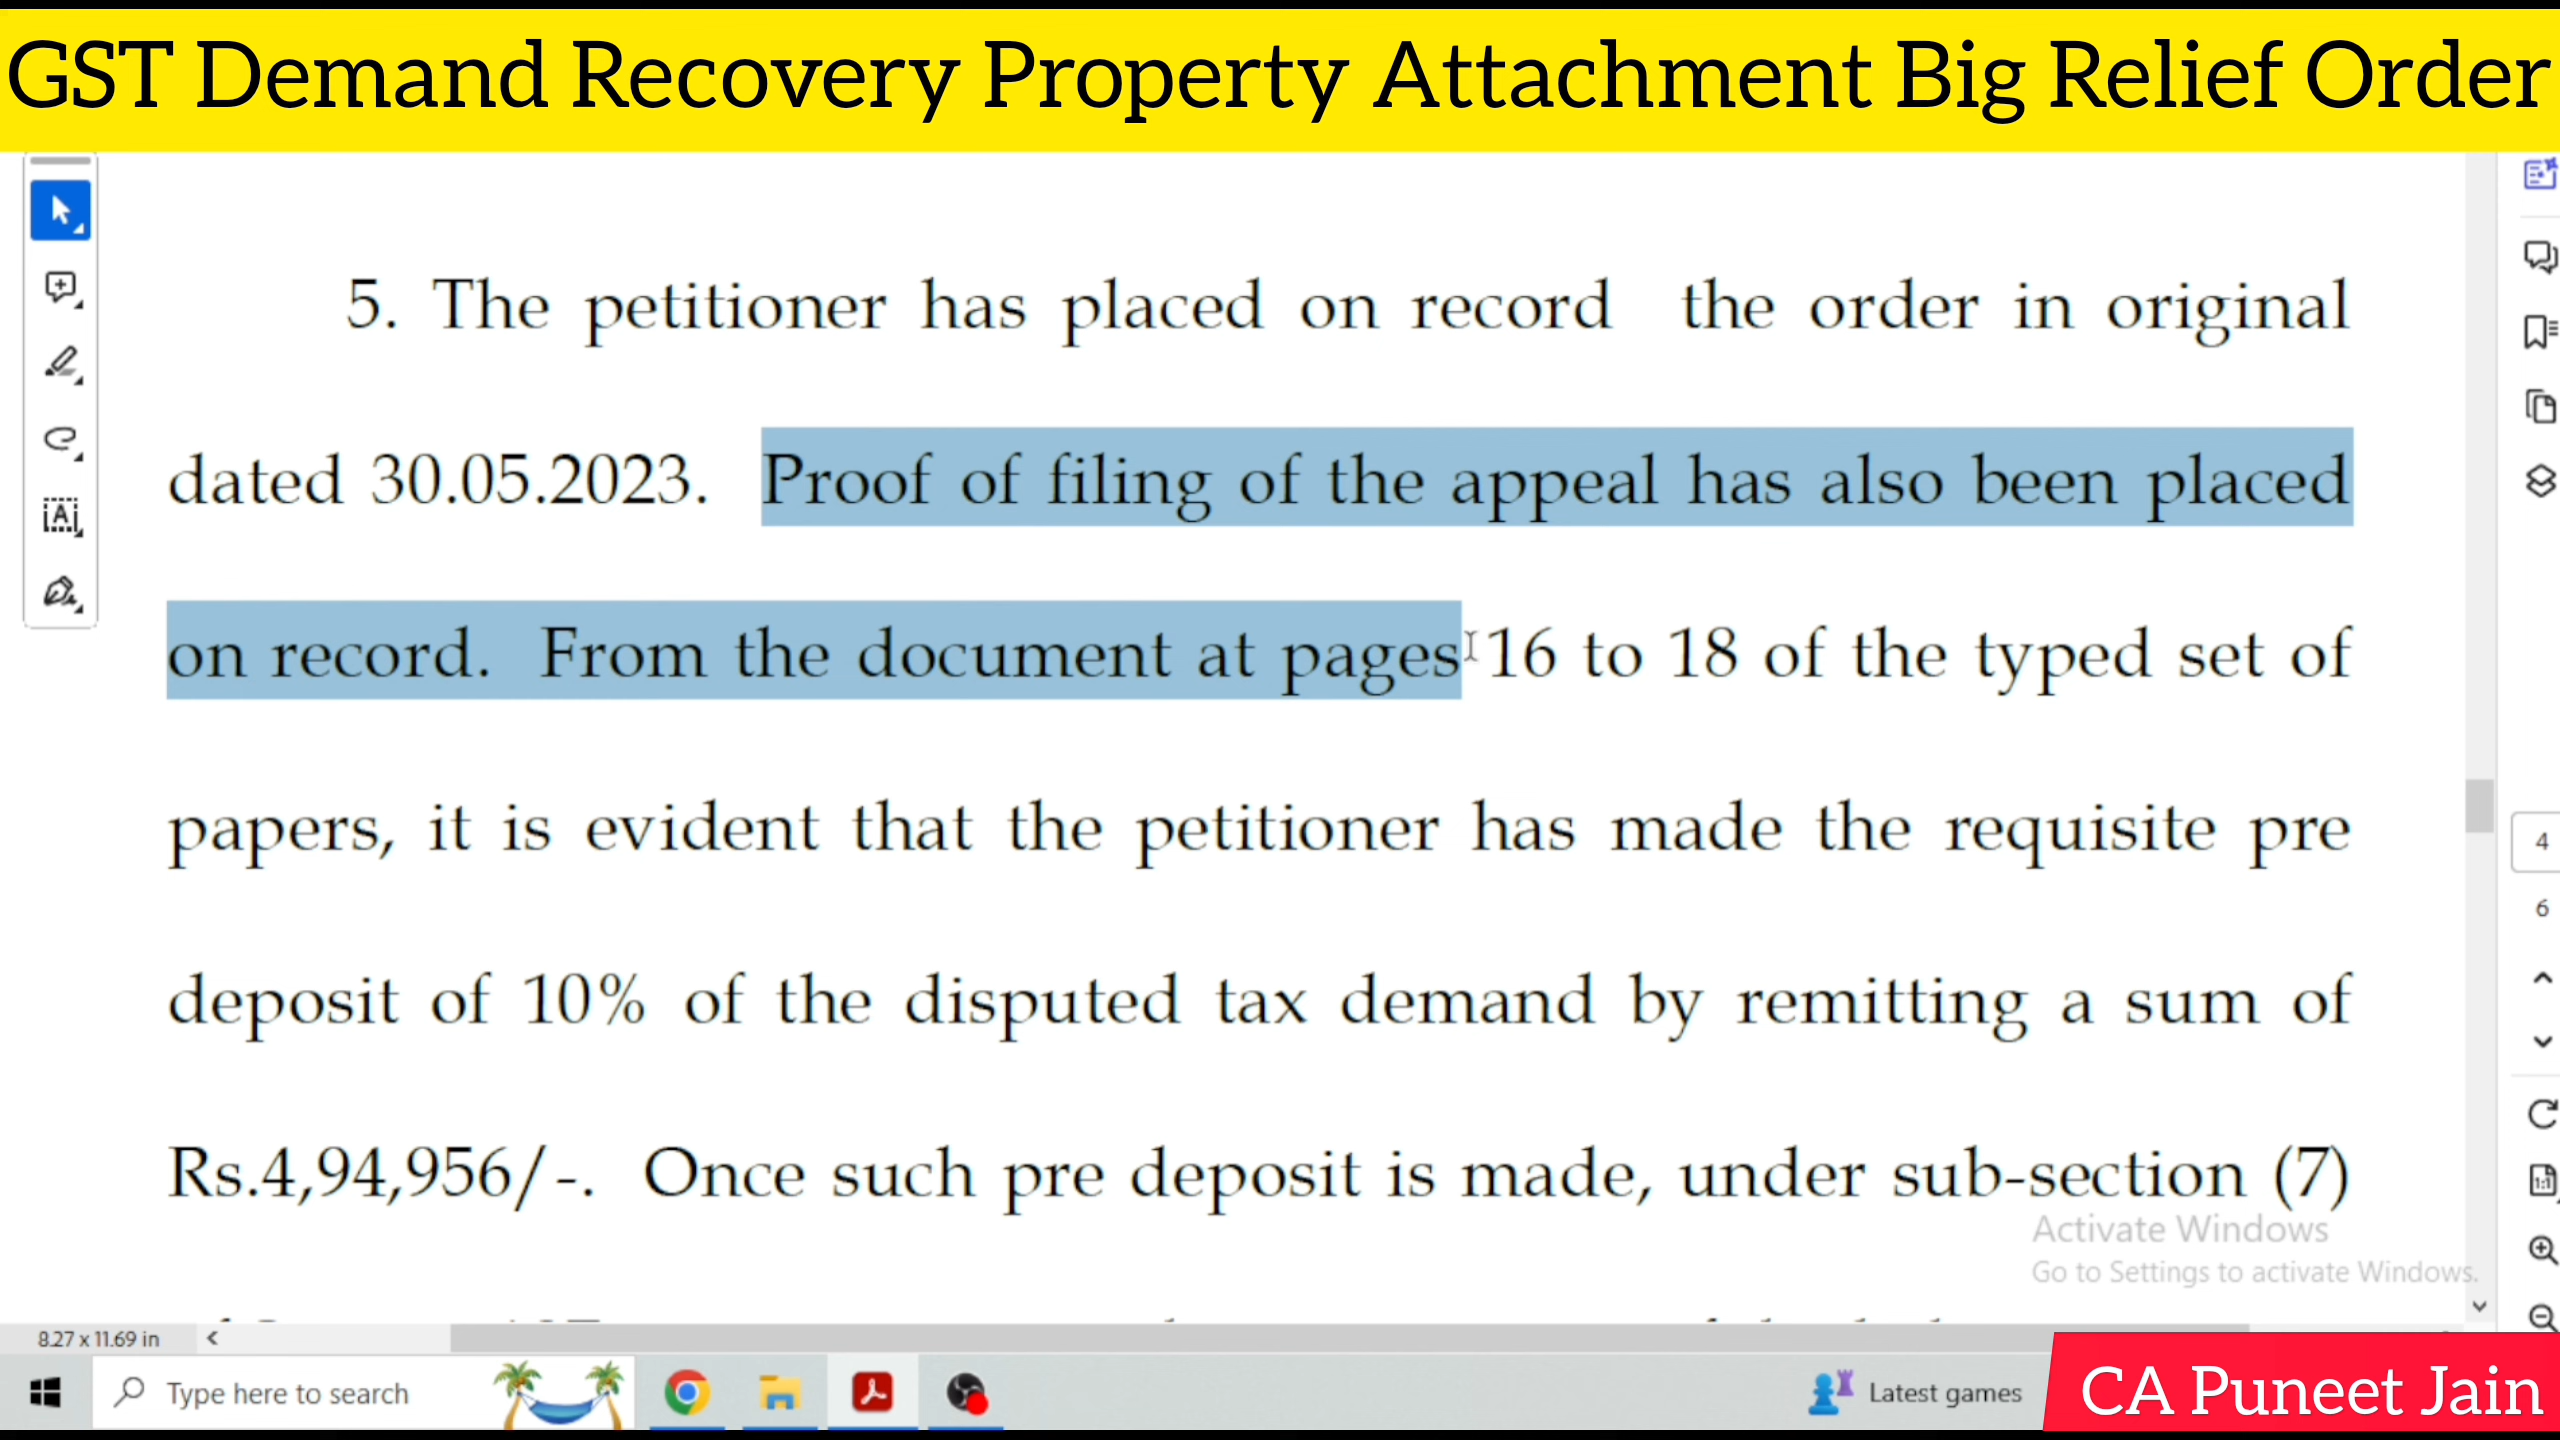 GST Demand Recovery Property Attachment Big Relief Order
5. The petitioner has placed on record the order in original
dated 30.05.2023. Proof of filing of the appeal has also been placed
on record. From the document at pages 16 to 18 of the typed set of
papers, it is evident that the petitioner has made the requisite pre
deposit of 10% of the disputed tax demand by remitting a sum of
Rs.4,94,956/-. Once such pre deposit is made, under sub-section (7)
Activate Windows
Go to Settings to activate Windows.
4
6
8.27 x 11.69 in
Type here to search
Latest games
CA Puneet Jain